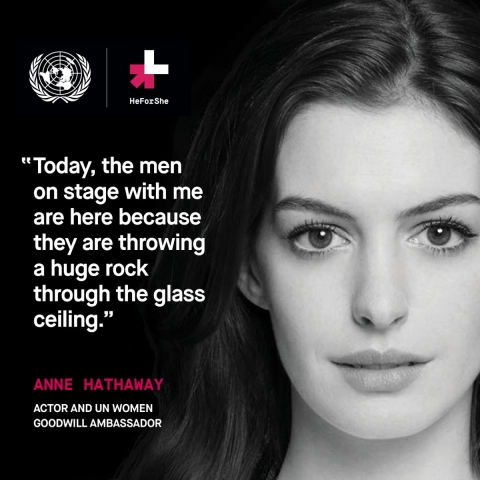 HeForShe
“Today, the men
on stage with me
are here because
they are throwing
a huge rock
through the glass
ceiling.”
ANNE HATHAWAY
ACTOR AND UN WOMEN
GOODWILL AMBASSADOR